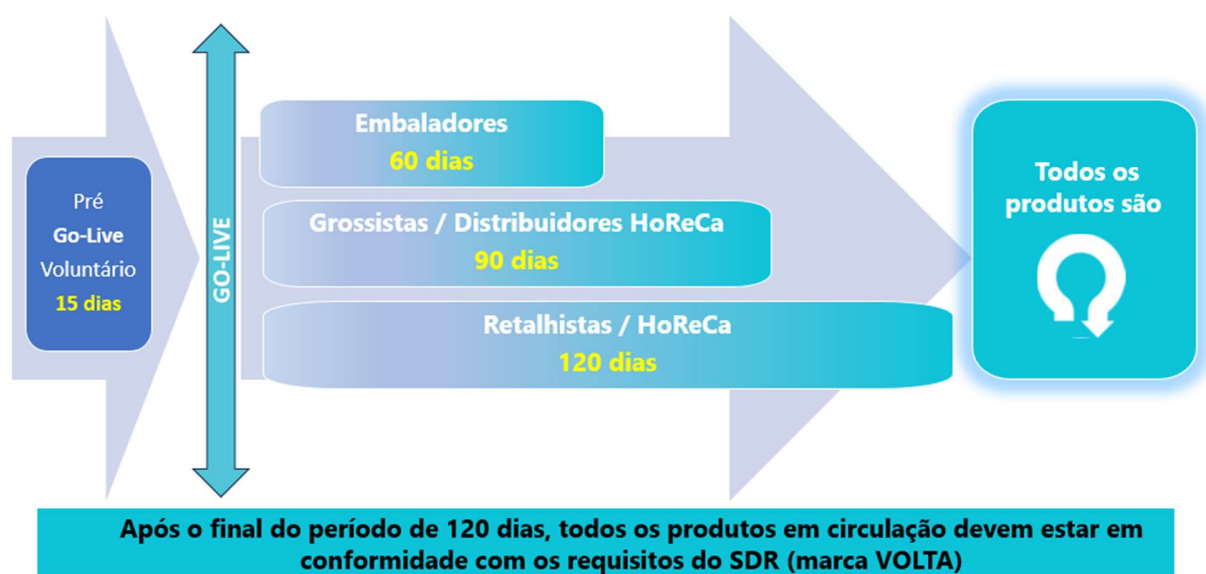 Pré
Go-Live
Voluntário
15 dias
GO-LIVE
Embaladores
60 dias
Grossistas / Distribuidores HoReCa
90 dias
Retalhistas / HoReCa
120 dias
Todos os
produtos são
Após o final do período de 120 dias, todos os produtos em circulação devem estar em
conformidade com os requisitos do SDR (marca VOLTA)